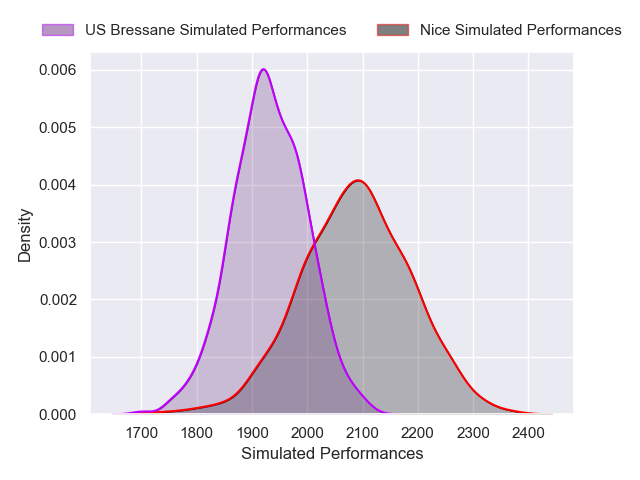 US Bressane Simulated Performances Nice Simulated Performances
0.006
0.005
0.004
0.003
0.002
0.001
0.000
Density
1700 1800 1900 2000 2100 2200 2300 2400
Simulated Performances